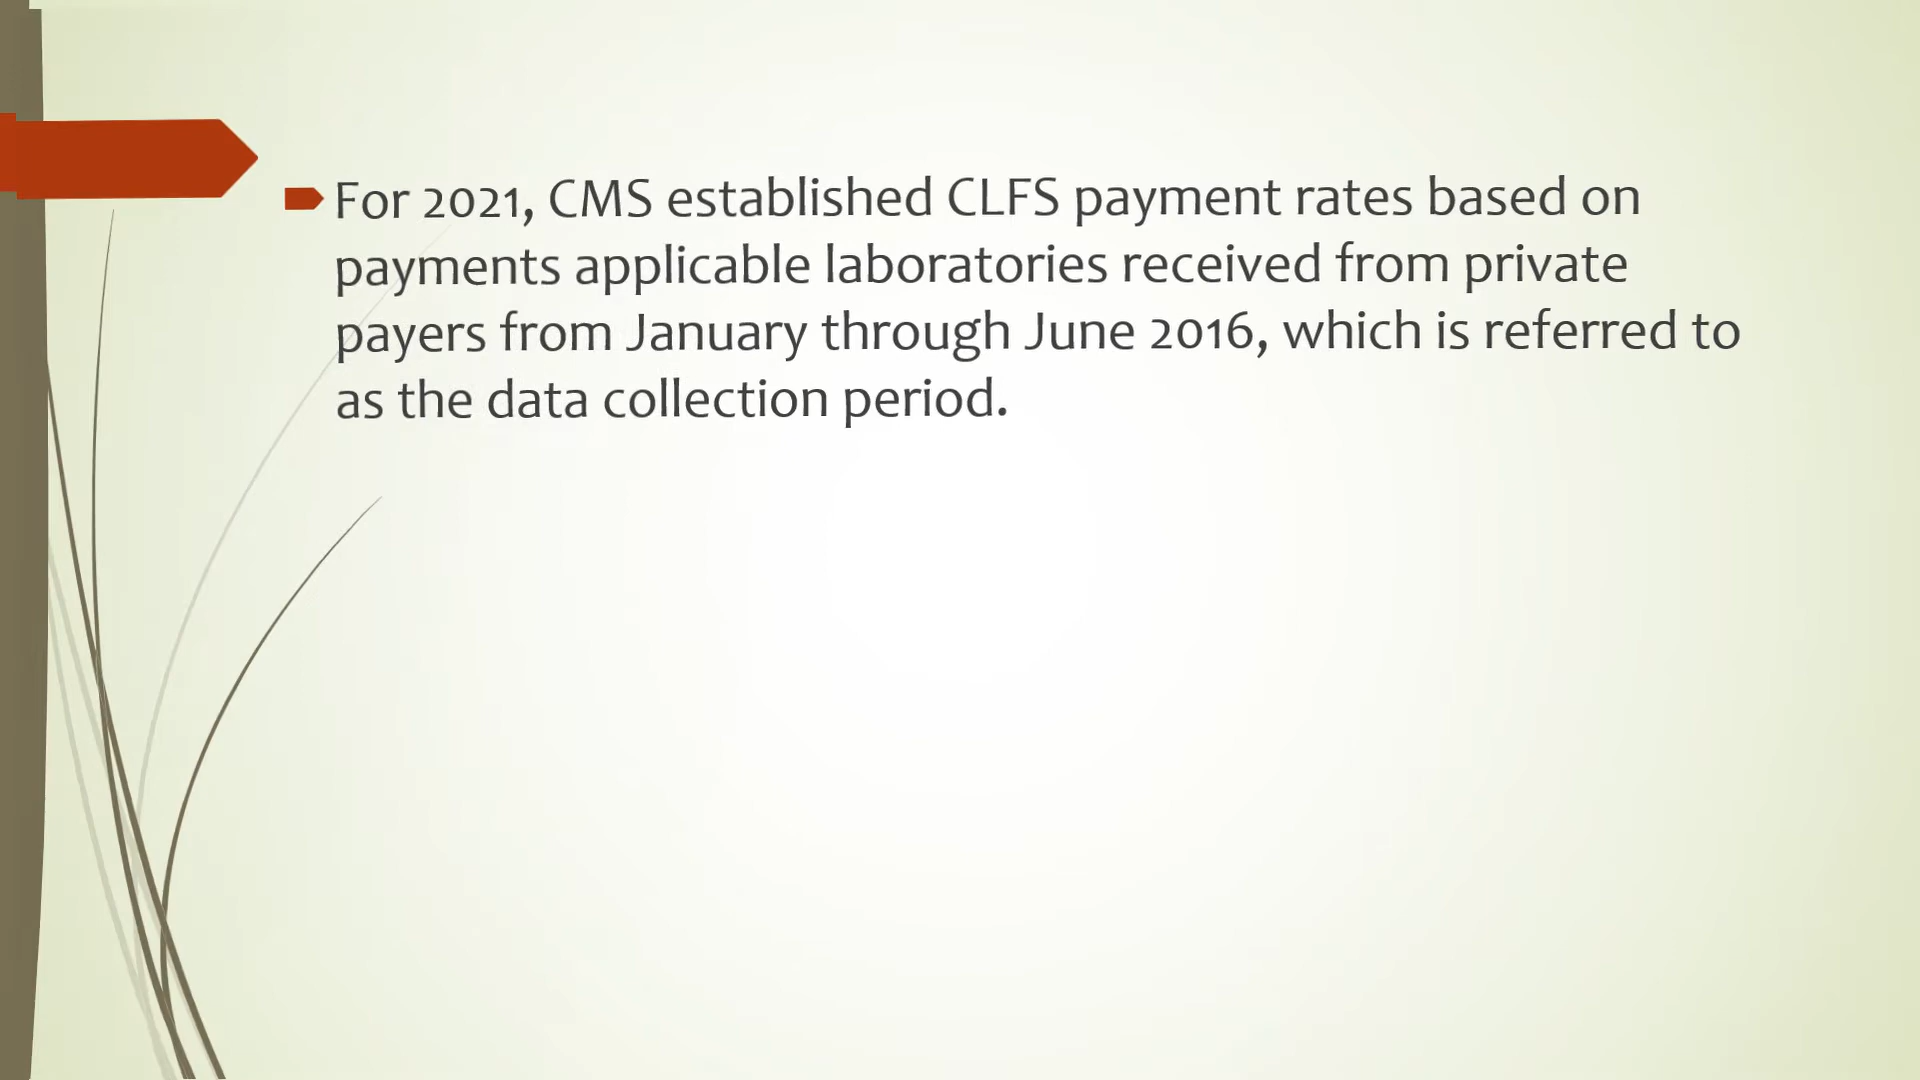 For 2021, CMS established CLFS payment rates based on
payments applicable laboratories received from private
payers from January through June 2016, which is referred to
as the data collection period.